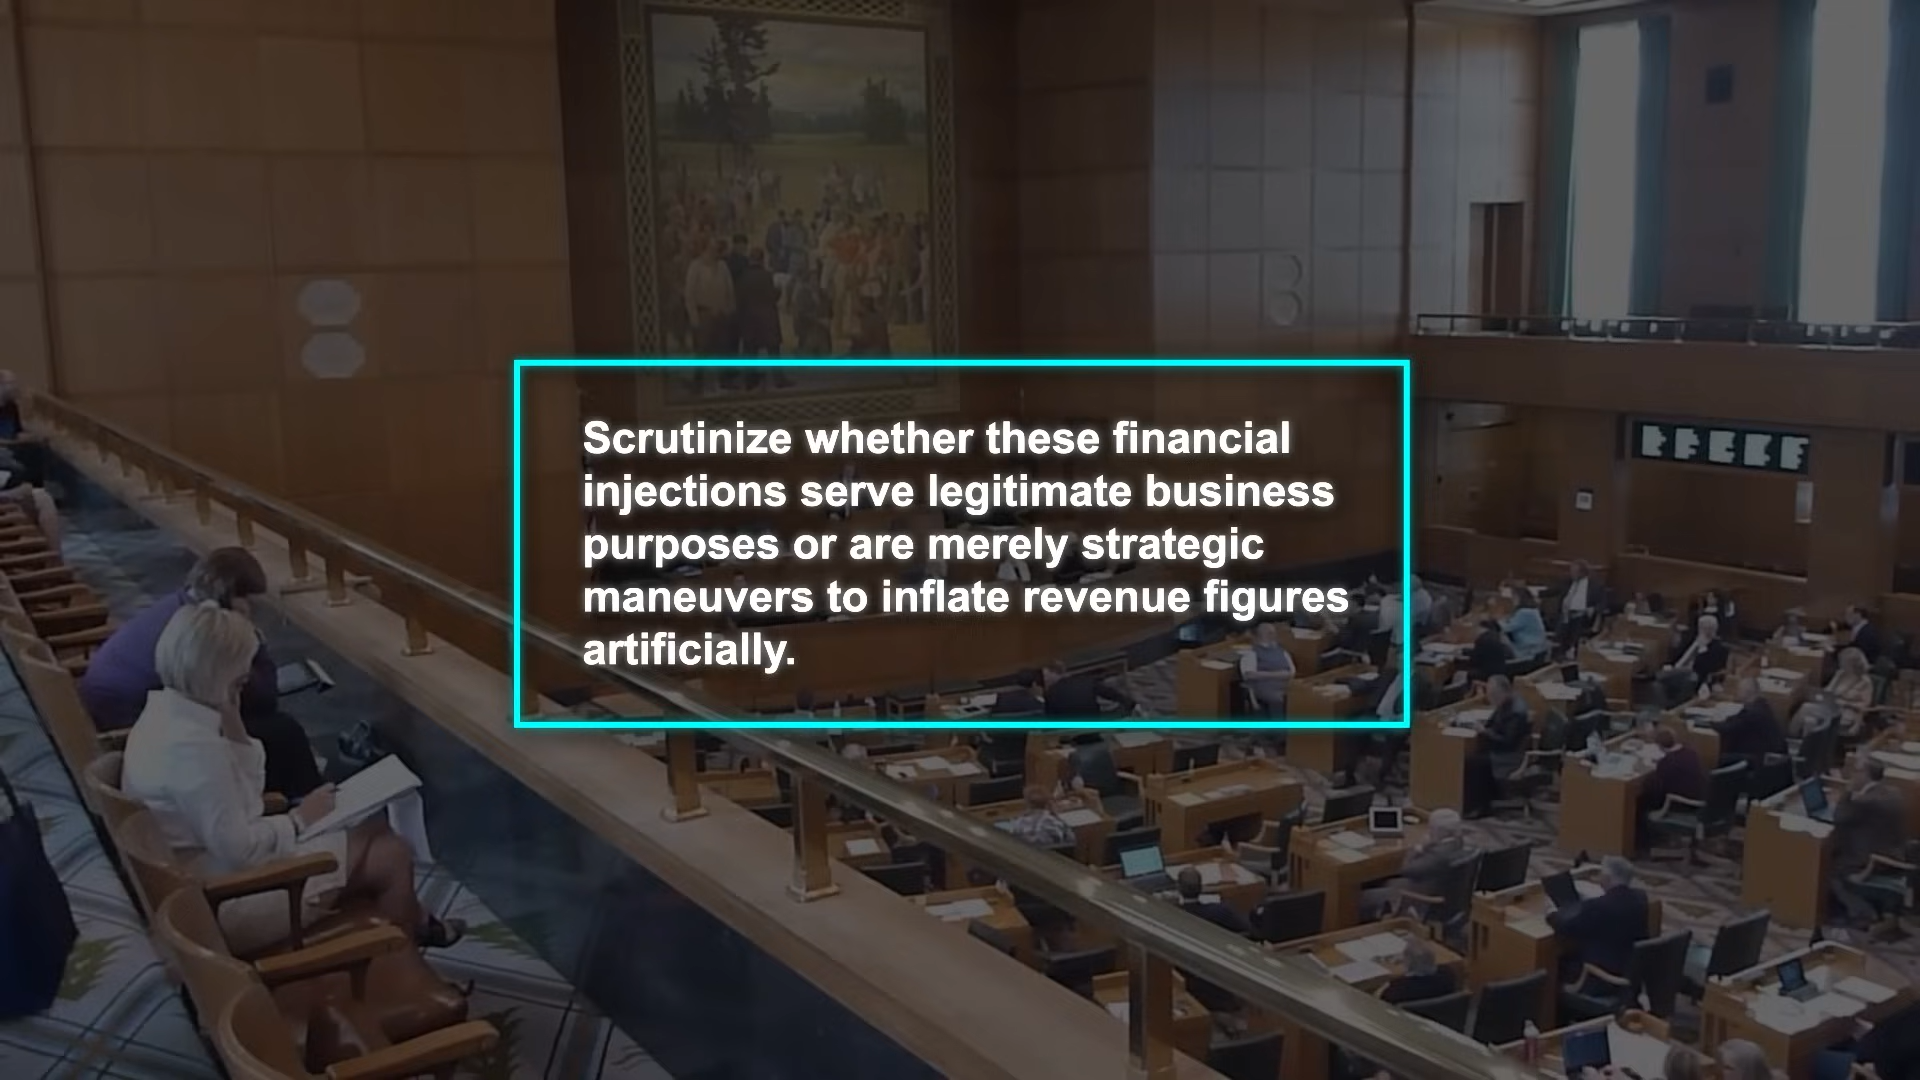 Scrutinize whether these financial
injections serve legitimate business
purposes or are merely strategic
maneuvers to inflate revenue figures
artificially.